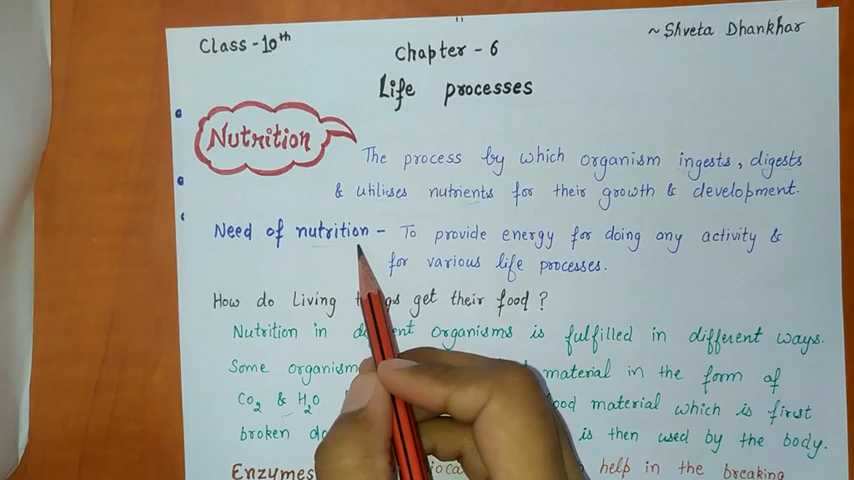 Class - 10th
~ Shveta Dhankhar
Chapter - 6
Life processes
Nutrition
The process by which organism ingests, digests
& utilises nutrients for their growth & development.
Need of nutrition - To provide energy for doing any activity &
for various life processes.
How do Living get their food ?
Nutrition in organisms is fulfilled in different ways.
Some material in the form of
Co2 & H2O food material which is first
broken is then used by the body.
Enzymes help in the breaking